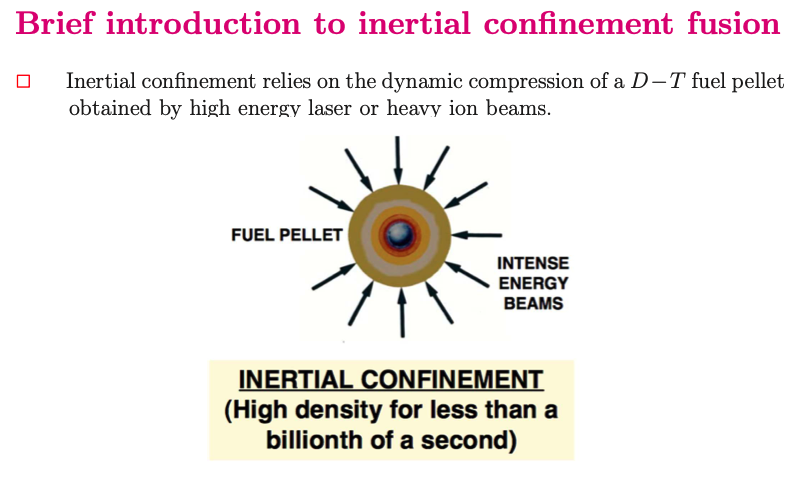 Brief introduction to inertial confinement fusion
Inertial confinement relies on the dynamic compression of a D−T fuel pellet
obtained by high energy laser or heavy ion beams.
FUEL PELLET
INTENSE
ENERGY
BEAMS
INERTIAL CONFINEMENT
(High density for less than a
billionth of a second)